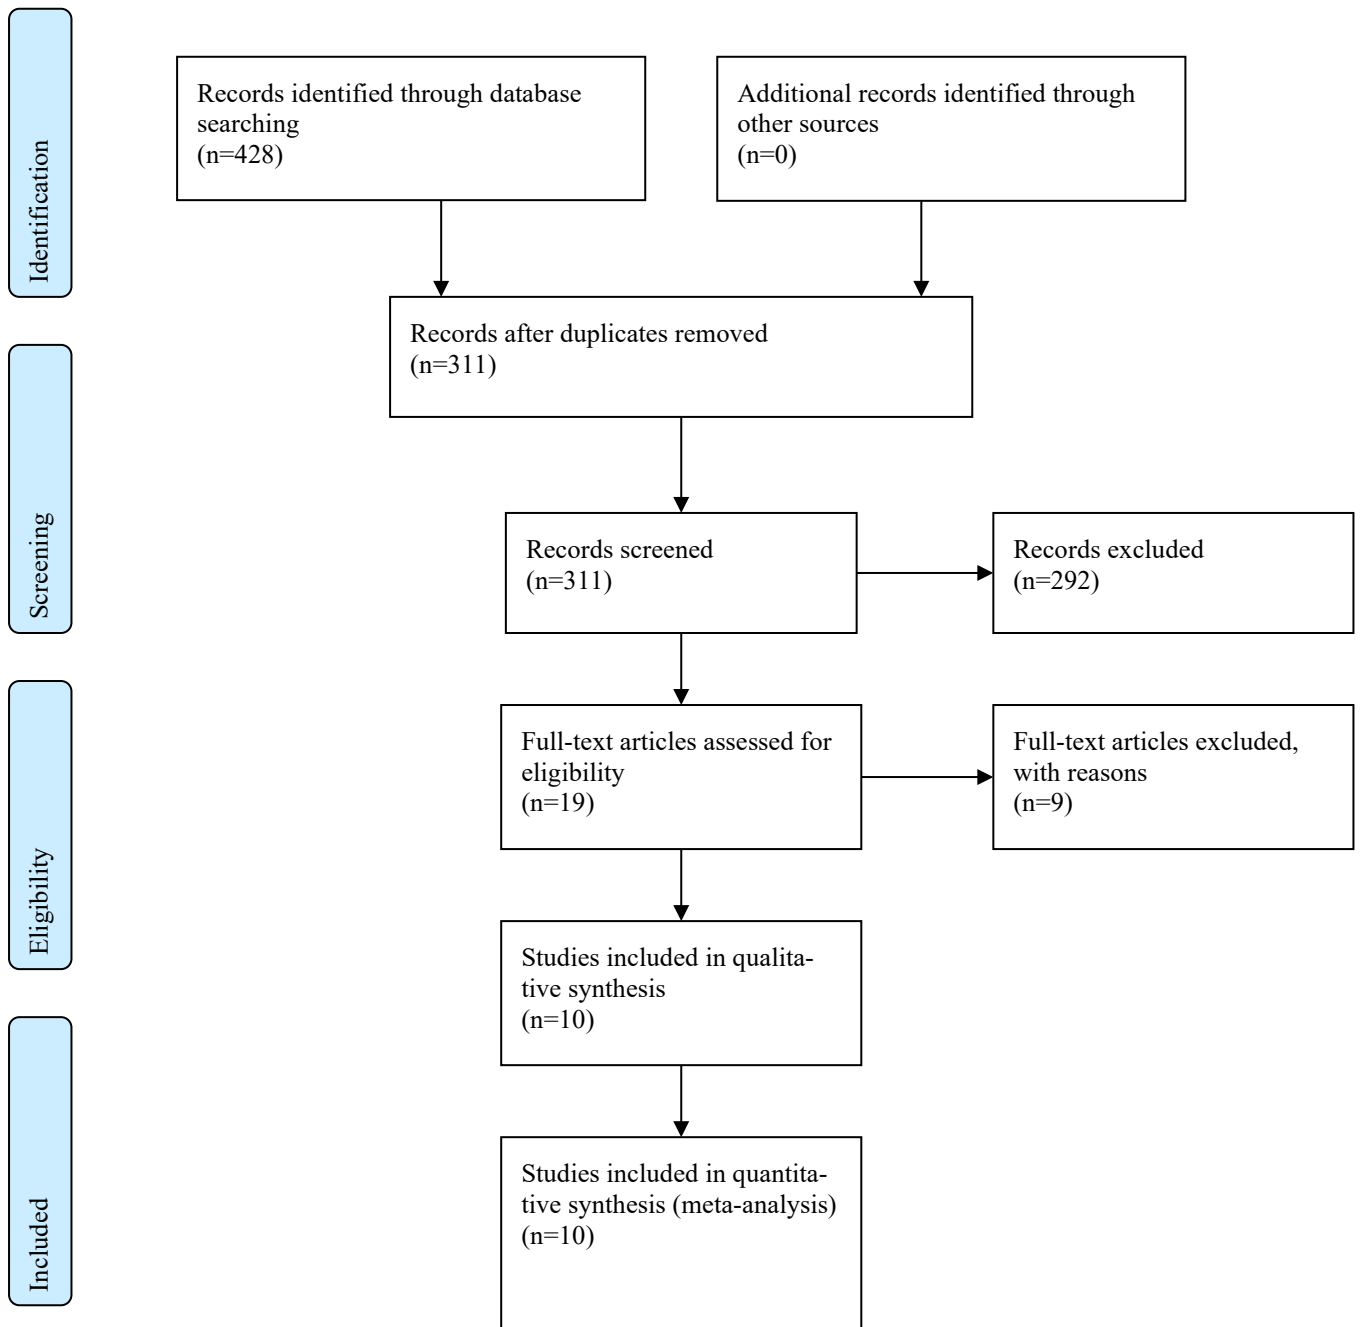 Identification
Records identified through database
searching
(n=428)
Additional records identified through
other sources
(n=0)
Records after duplicates removed
(n=311)
Screening
Records screened
(n=311)
Records excluded
(n=292)
Eligibility
Full-text articles assessed for
eligibility
(n=19)
Full-text articles excluded,
with reasons
(n=9)
Studies included in qualita-
tive synthesis
(n=10)
Included
Studies included in quantita-
tive synthesis (meta-analysis)
(n=10)